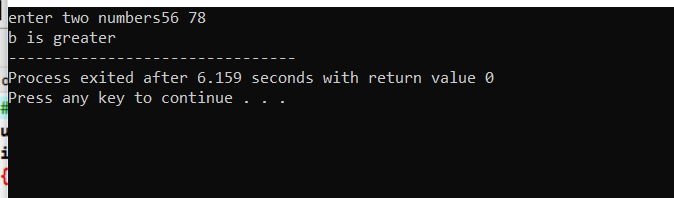 enter two numbers56 78
b is greater
--------------------------------
Process exited after 6.159 seconds with return value 0
Press any key to continue . . .
#
u
i
{